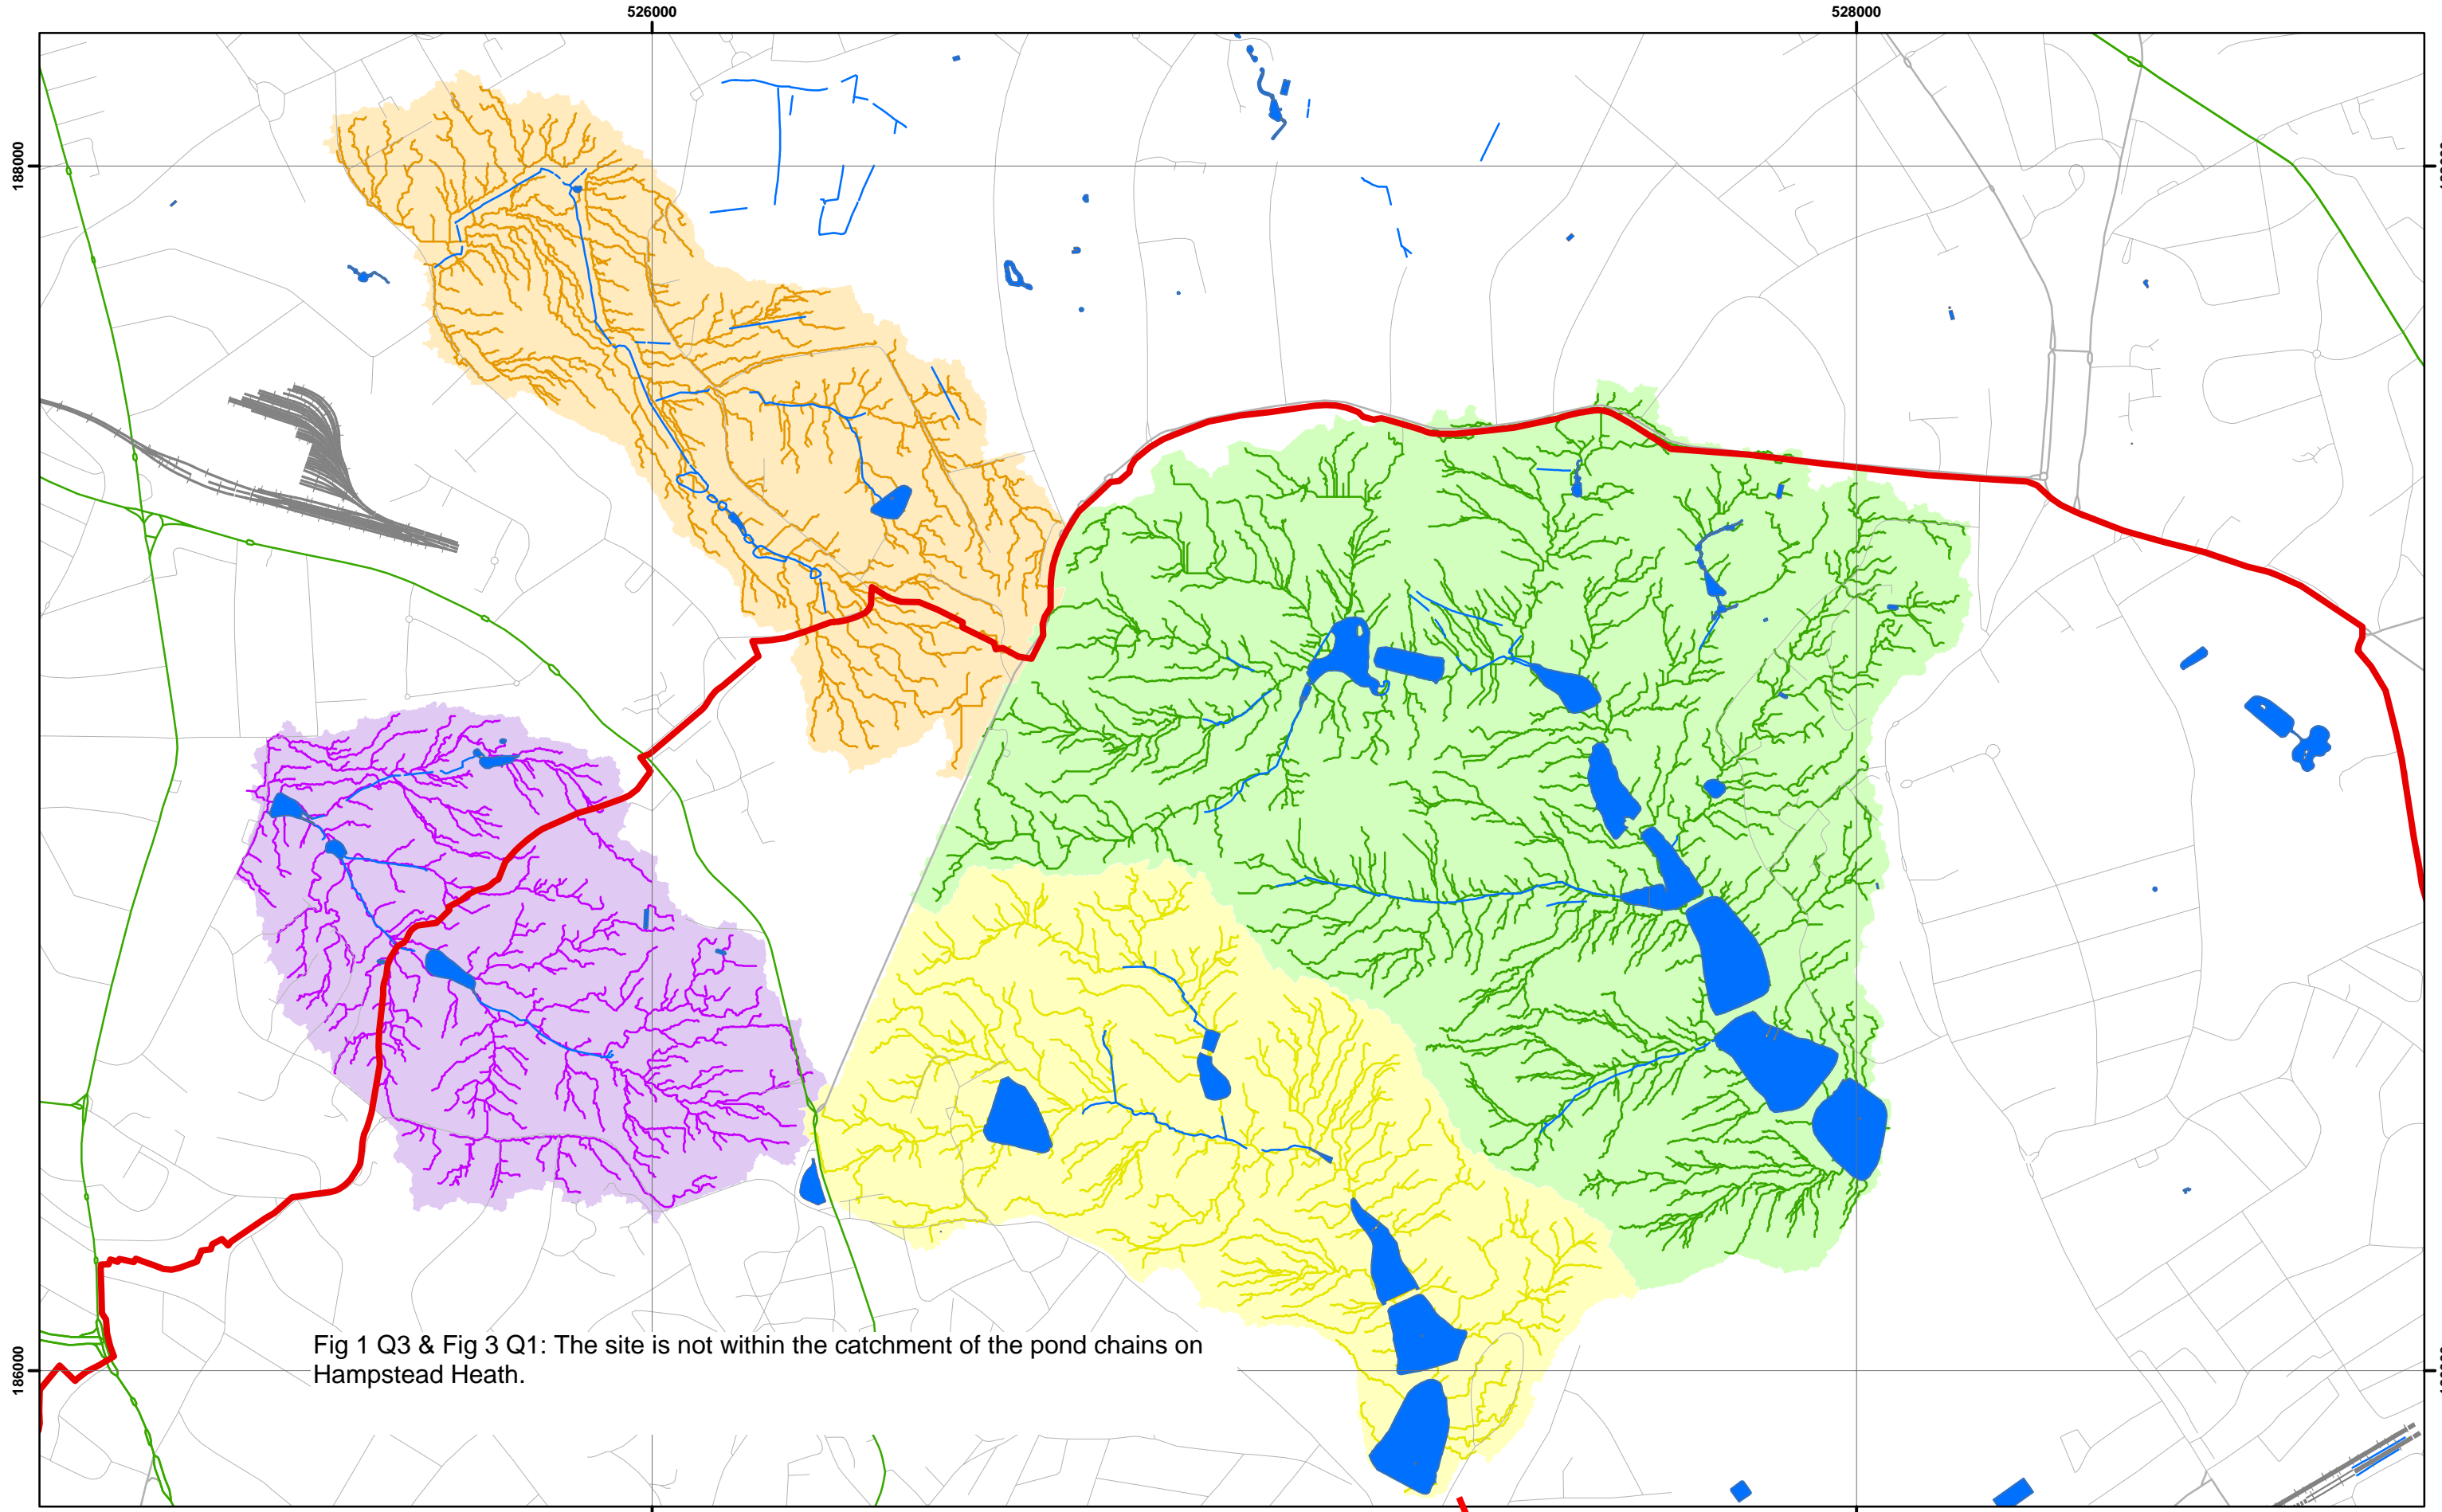 526000
528000
188000
Fig 1 Q3 & Fig 3 Q1: The site is not within the catchment of the pond chains on
Hampstead Heath.
186000